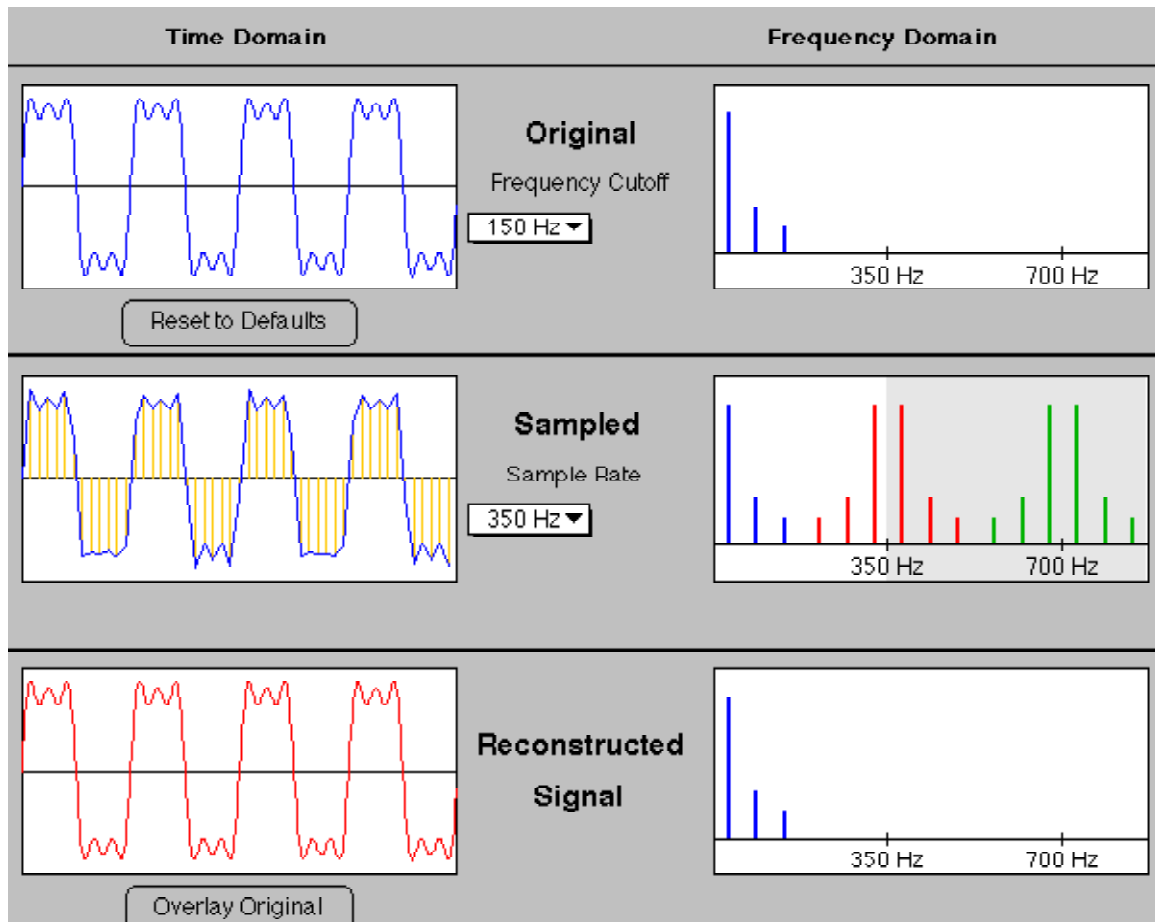 Time Domain
Frequency Domain
Original
Frequency Cutoff
150 Hz
350 Hz
700 Hz
Reset to Defaults
Sampled
Sample Rate
350 Hz
350 Hz
700 Hz
Reconstructed
Signal
350 Hz
700 Hz
Overlay Original